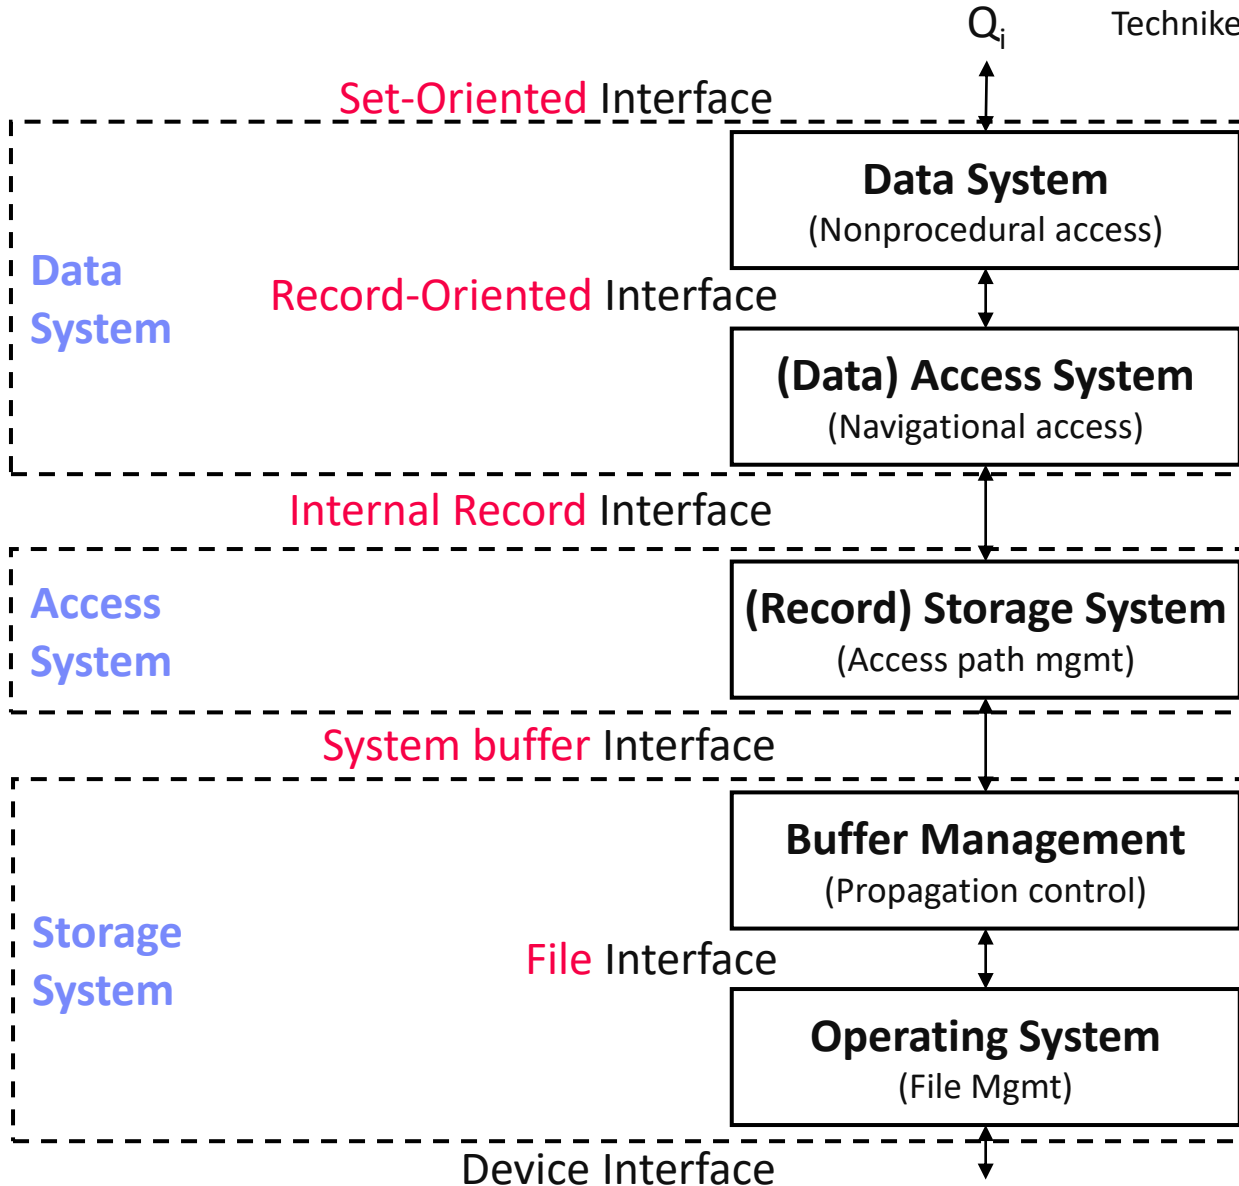 Qi
Technike
Set-Oriented Interface
Data System
(Nonprocedural access)
Data
System
Record-Oriented Interface
(Data) Access System
(Navigational access)
Internal Record Interface
Access
System
(Record) Storage System
(Access path mgmt)
System buffer Interface
Buffer Management
(Propagation control)
Storage
System
File Interface
Operating System
(File Mgmt)
Device Interface